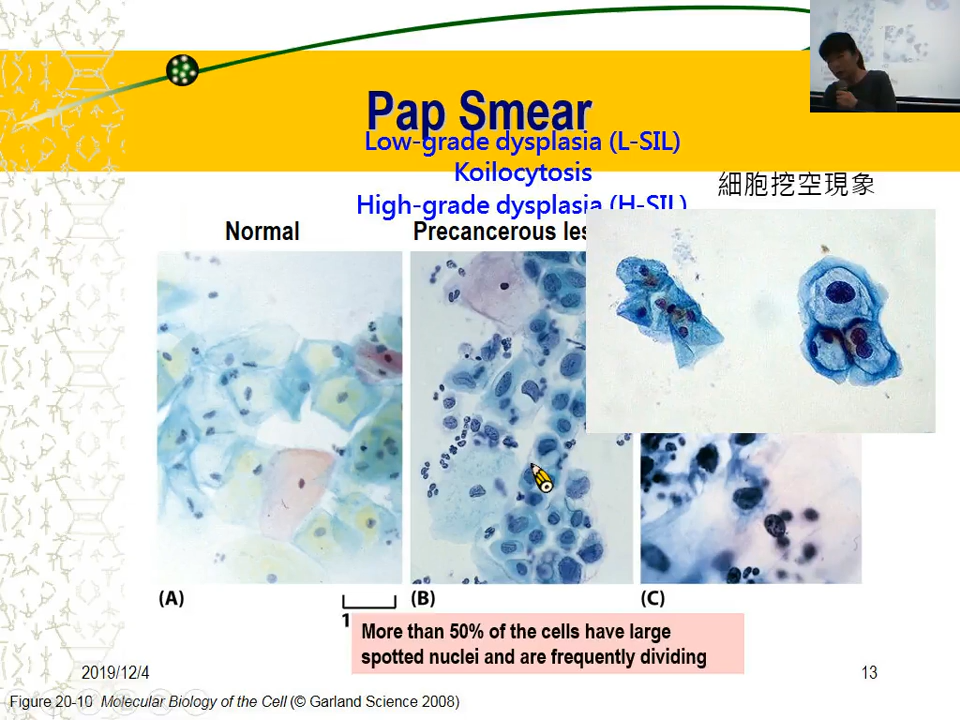 Pap Smear
Low-grade dysplasia (L-SIL)
Koilocytosis
High-grade dysplasia (H-SIL)
細胞挖空現象
Normal
Precancerous les
(A)
(B)
(C)
1
More than 50% of the cells have large
spotted nuclei and are frequently dividing
2019/12/4
13
Figure 20-10 Molecular Biology of the Cell (© Garland Science 2008)